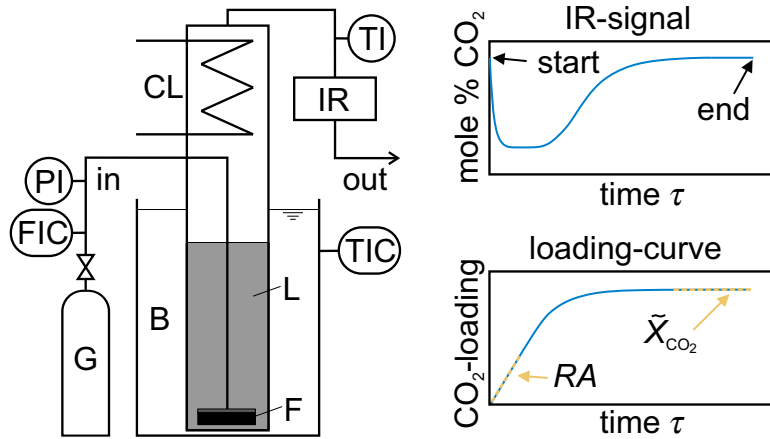 TI
CL
IR
PI
in
out
FIC
TIC
B
L
G
F
IR-signal
mole % CO₂
start
end
time τ
loading-curve
CO₂-loading
X̃CO₂
RA
time τ